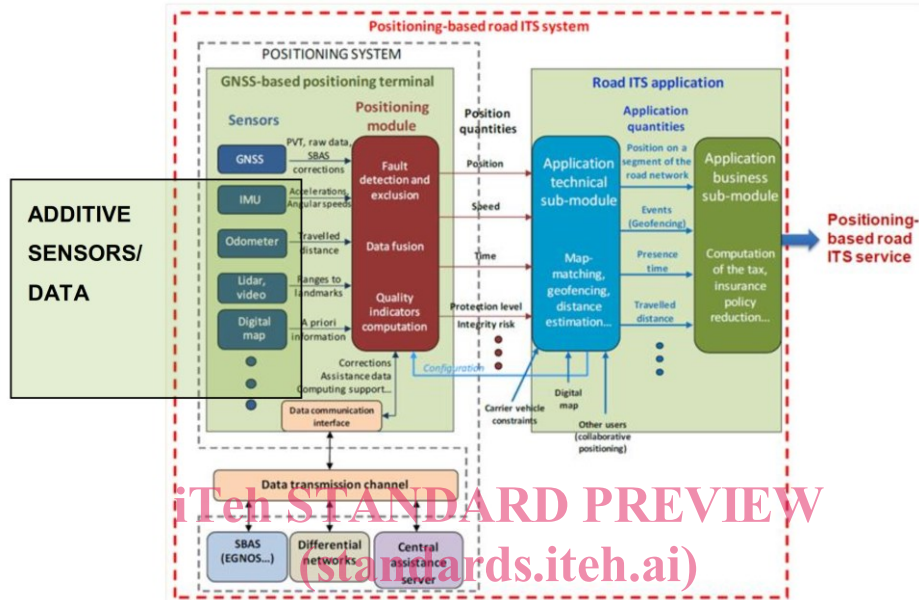 Positioning-based road ITS system
POSITIONING SYSTEM
GNSS-based positioning terminal
Sensors
Positioning
module
GNSS
PVT, raw data,
SBAS
corrections
IMU
Accelerations
Angular speeds
Odometer
Travelled
distance
Lidar,
video
Ranges to
landmarks
Digital
map
A priori
information
ADDITIVE
SENSORS/
DATA
Fault
detection and
exclusion
Data fusion
Quality
indicators
computation
Corrections
Assistance data
Computing support...
Data communication
interface
Position
quantities
Position
Speed
Time
Protection level
Integrity risk
Configuration
Road ITS application
Application
technical
sub-module
Map-
matching,
geofencing,
distance
estimation...
Application
quantities
Position on a
segment of the
road network
Events
(Geofencing)
Presence
time
Travelled
distance
Application
business
sub-module
Computation
of the tax,
insurance
policy
reduction...
Carrier vehicle
constraints
Digital
map
Other users
(collaborative
positioning)
Positioning-
based road
ITS service
Data transmission channel
iTeh STANDARD PREVIEW
SBAS
(EGNOS...)
Differential
networks
Central
assistance
server
(standards.iteh.ai)